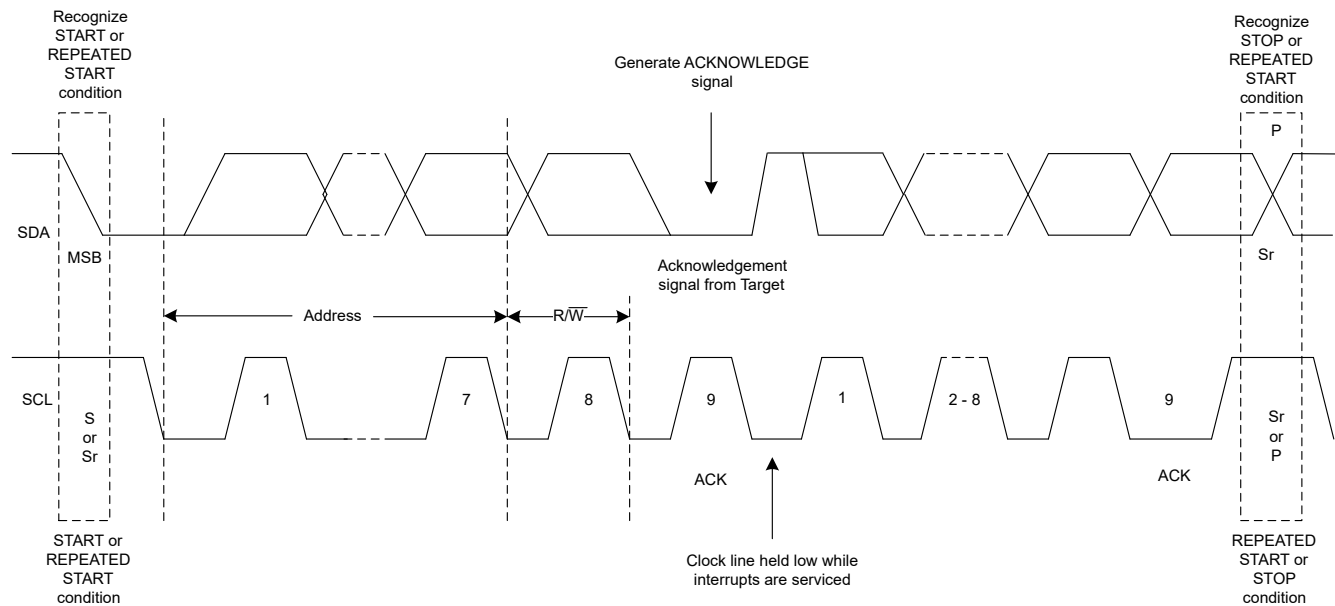 Recognize
START or
REPEATED
START
condition
Generate ACKNOWLEDGE
signal
Recognize
STOP or
REPEATED
START
condition
P
SDA
MSB
Acknowledgement
signal from Target
Sr
Address
R/W̅
SCL
S
or
Sr
1
7
8
9
1
2 - 8
9
Sr
or
P
ACK
ACK
START or
REPEATED
START
condition
Clock line held low while
interrupts are serviced
REPEATED
START or
STOP
condition